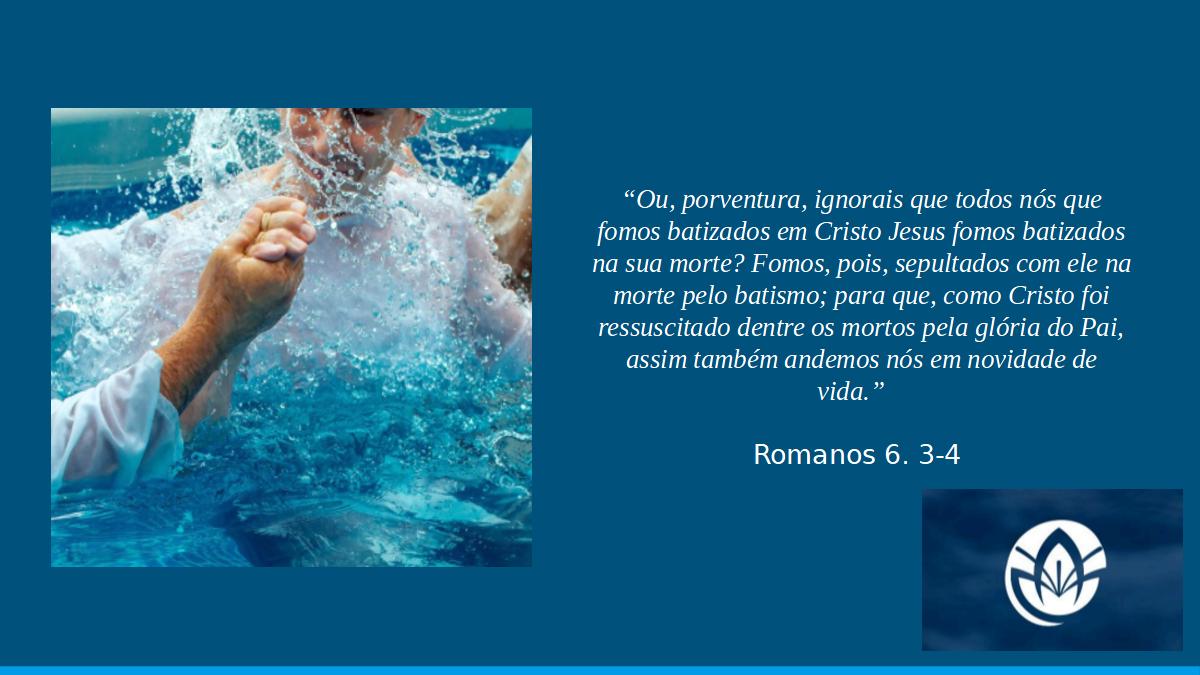 “Ou, porventura, ignorais que todos nós que
fomos batizados em Cristo Jesus fomos batizados
na sua morte? Fomos, pois, sepultados com ele na
morte pelo batismo; para que, como Cristo foi
ressuscitado dentre os mortos pela glória do Pai,
assim também andemos nós em novidade de
vida.”
Romanos 6. 3-4